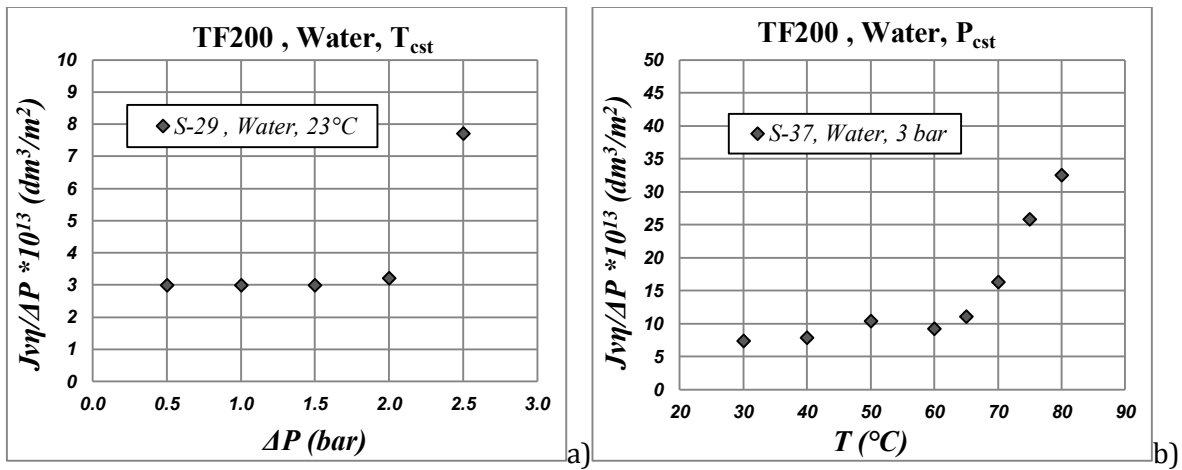 TF200 , Water, Tcst
Jvη/ΔP *10¹³ (dm³/m²)
10
9
8
7
6
5
4
3
2
1
0
S-29 , Water, 23°C
0.0 0.5 1.0 1.5 2.0 2.5 3.0
ΔP (bar)
a)
TF200 , Water, Pcst
Jvη/ΔP *10¹³ (dm³/m²)
50
45
40
35
30
25
20
15
10
5
0
S-37, Water, 3 bar
20 30 40 50 60 70 80 90
T (°C)
b)